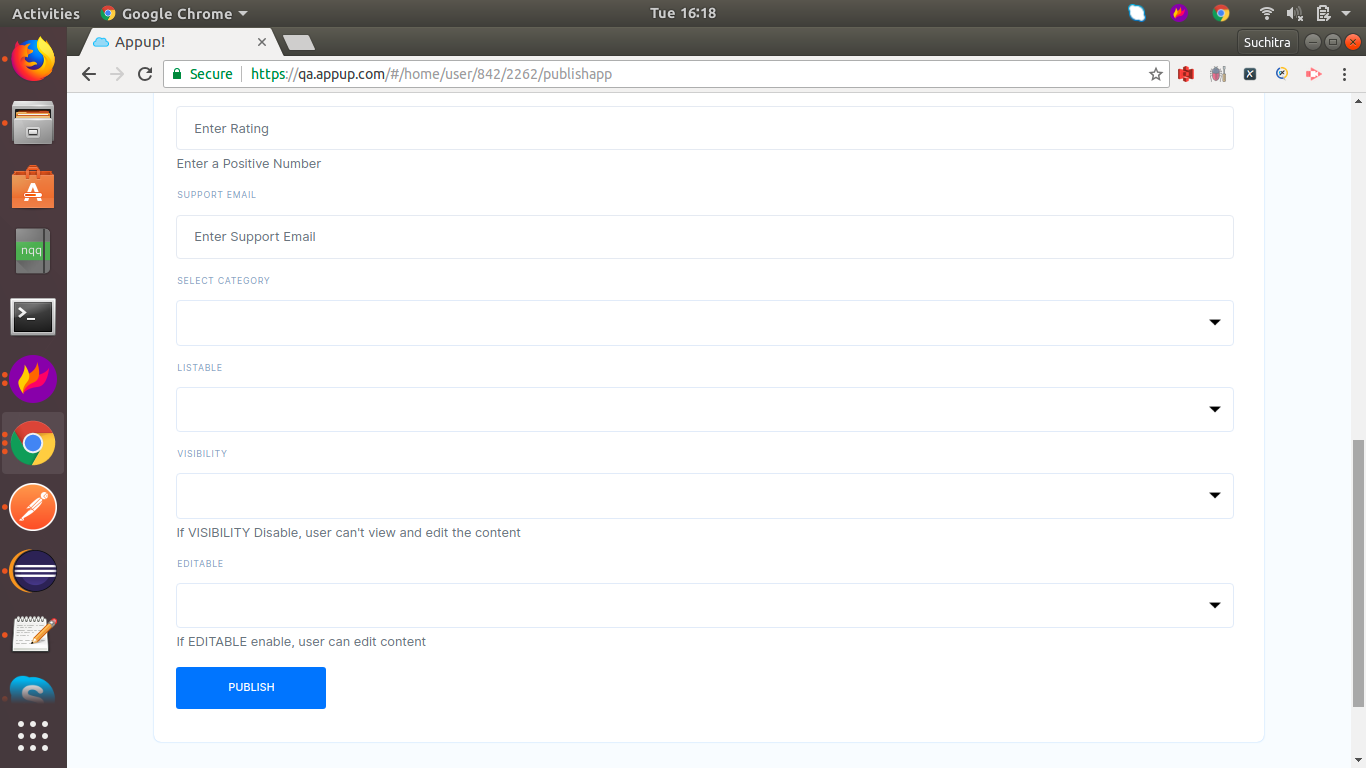 Activities
Google Chrome
Tue 16:18
Appup!
Suchitra
Secure
https://qa.appup.com/#/home/user/842/2262/publishapp
Enter Rating
Enter a Positive Number
SUPPORT EMAIL
Enter Support Email
SELECT CATEGORY
LISTABLE
VISIBILITY
If VISIBILITY Disable, user can't view and edit the content
EDITABLE
If EDITABLE enable, user can edit content
PUBLISH
nqq